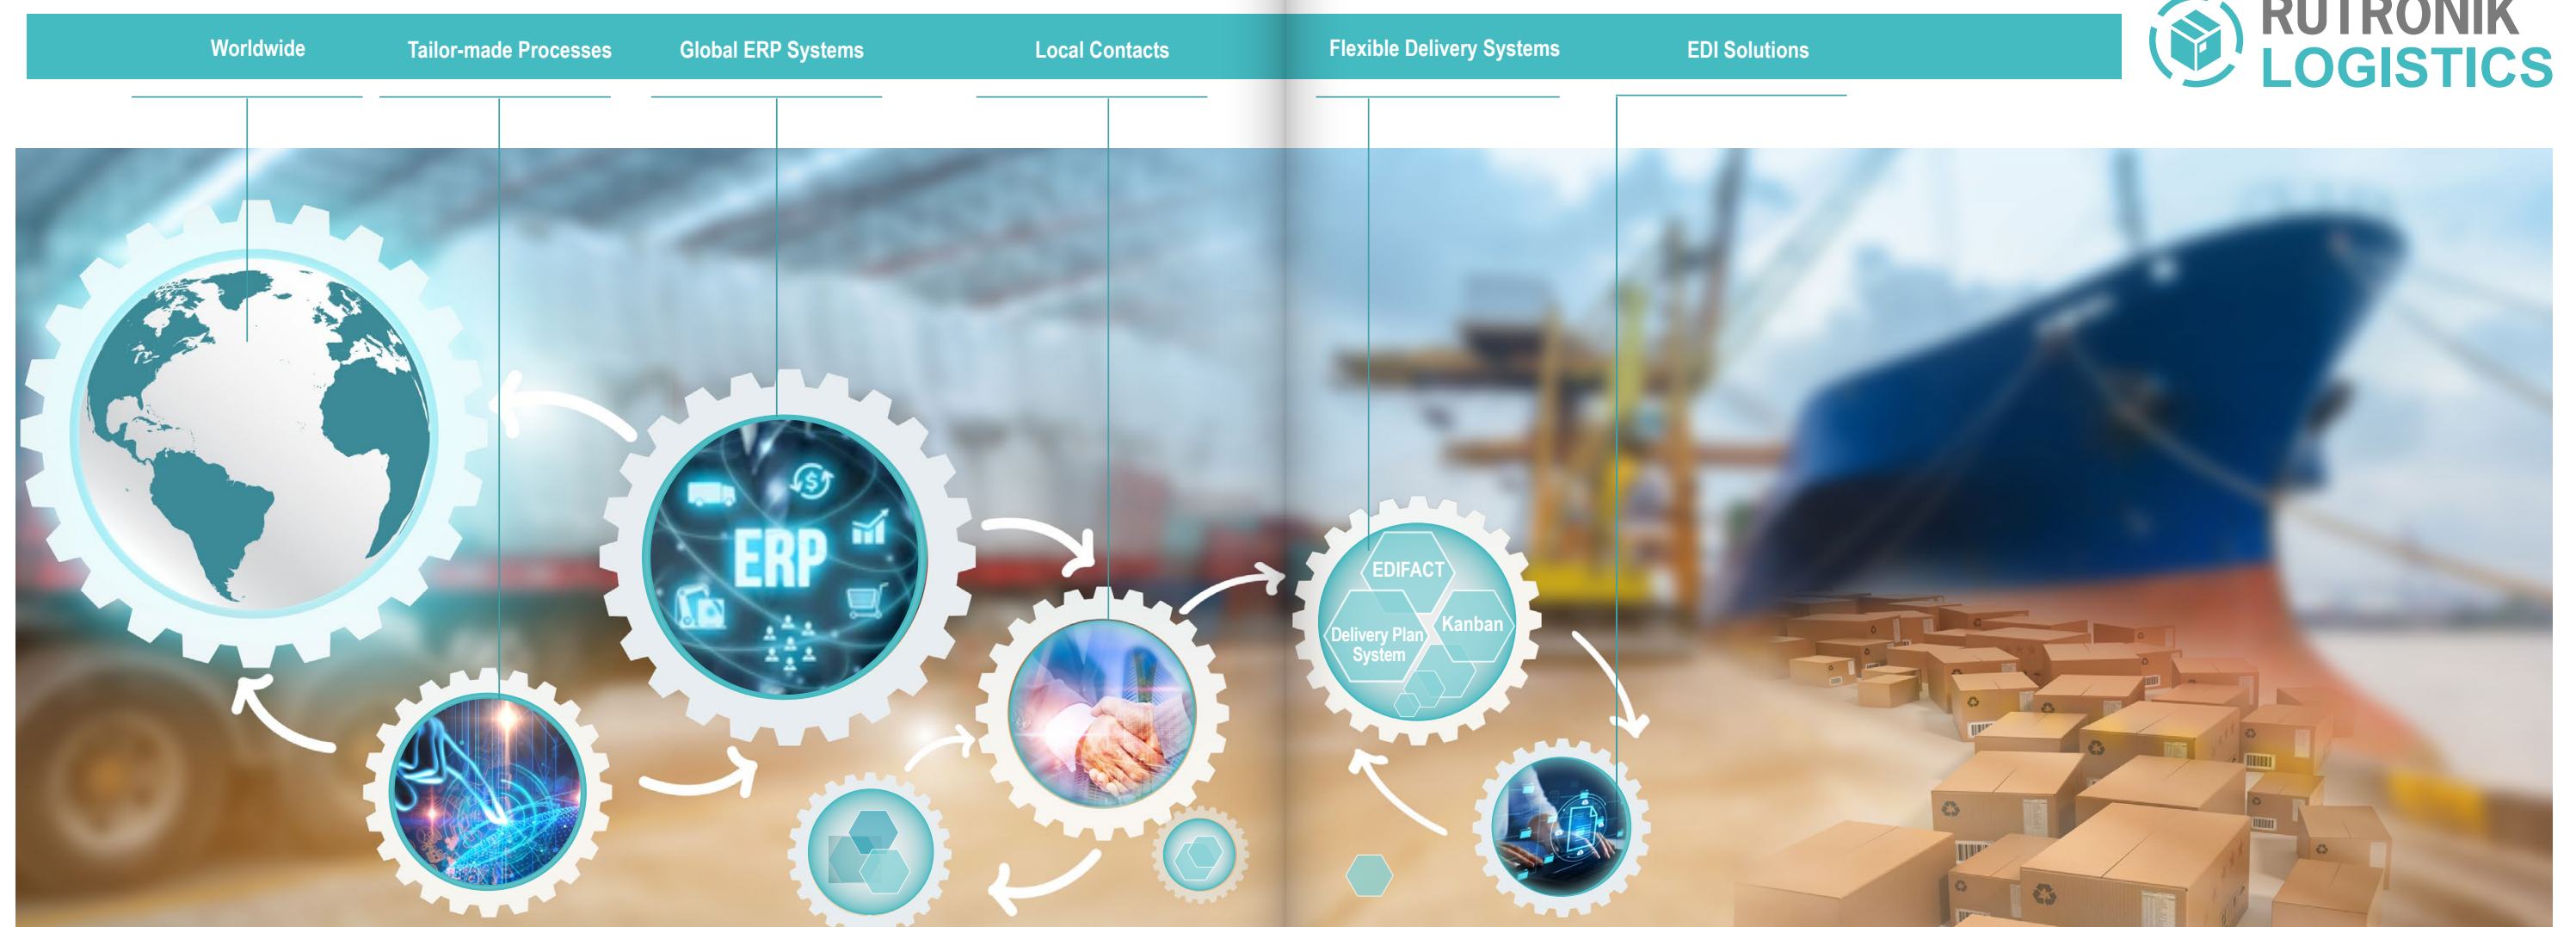 Worldwide
Tailor-made Processes
Global ERP Systems
Local Contacts
Flexible Delivery Systems
EDI Solutions
RUTRONIK
LOGISTICS
ERP
EDIFACT
Delivery Plan
System
Kanban